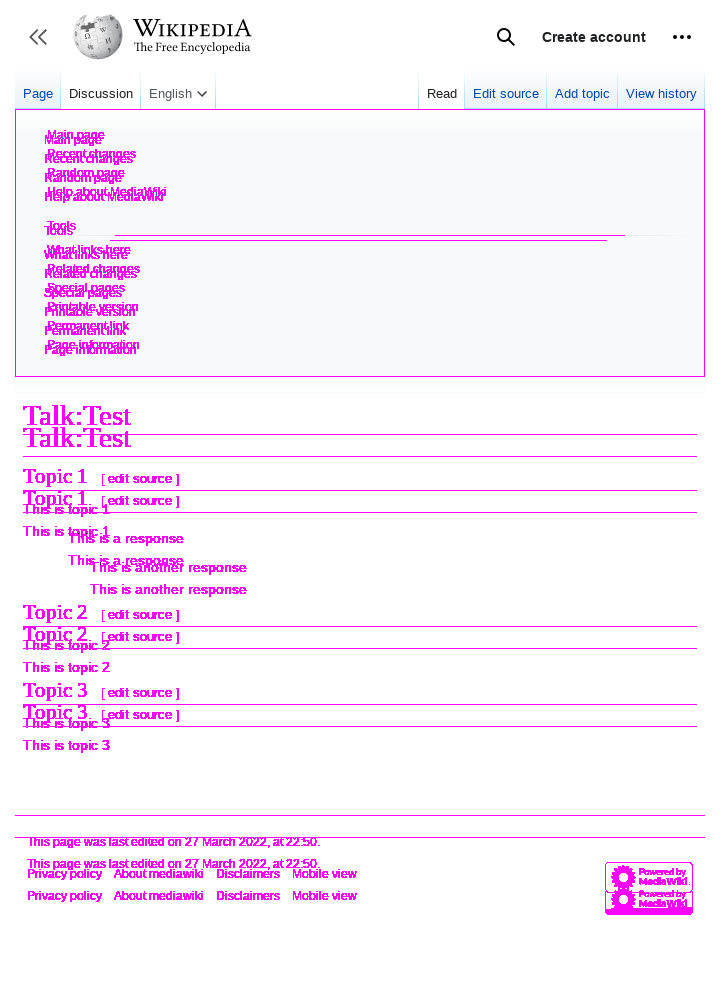 WIKIPEDIA
The Free Encyclopedia
Create account
Page Discussion English Read Edit source Add topic View history
Main page
Main page
Recent changes
Recent changes
Random page
Random page
Help about MediaWiki
Help about MediaWiki
Tools
Tools
What links here
What links here
Related changes
Related changes
Special pages
Special pages
Printable version
Printable version
Permanent link
Permanent link
Page information
Page information
Talk:Test
Talk:Test
Topic 1 [ edit source ]
Topic 1 [ edit source ]
This is topic 1
This is topic 1
This is a response
This is a response
This is another response
This is another response
Topic 2 [ edit source ]
Topic 2 [ edit source ]
This is topic 2
This is topic 2
Topic 3 [ edit source ]
Topic 3 [ edit source ]
This is topic 3
This is topic 3
This page was last edited on 27 March 2022, at 22:50.
This page was last edited on 27 March 2022, at 22:50.
Privacy policy About mediawiki Disclaimers Mobile view
Privacy policy About mediawiki Disclaimers Mobile view
Powered by
MediaWiki
Powered by
MediaWiki